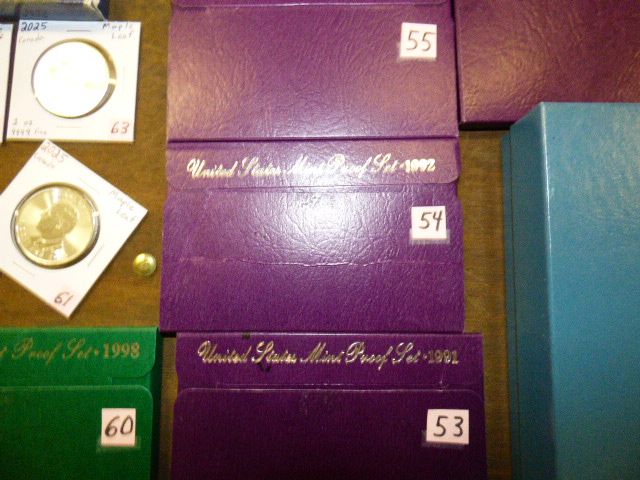 2025
Maple
Leaf
Canada
63
55
2025
Canada
Maple
Leaf
61
United States Mint Proof Set • 1992
54
Proof Set • 1998
60
United States Mint Proof Set • 1991
53